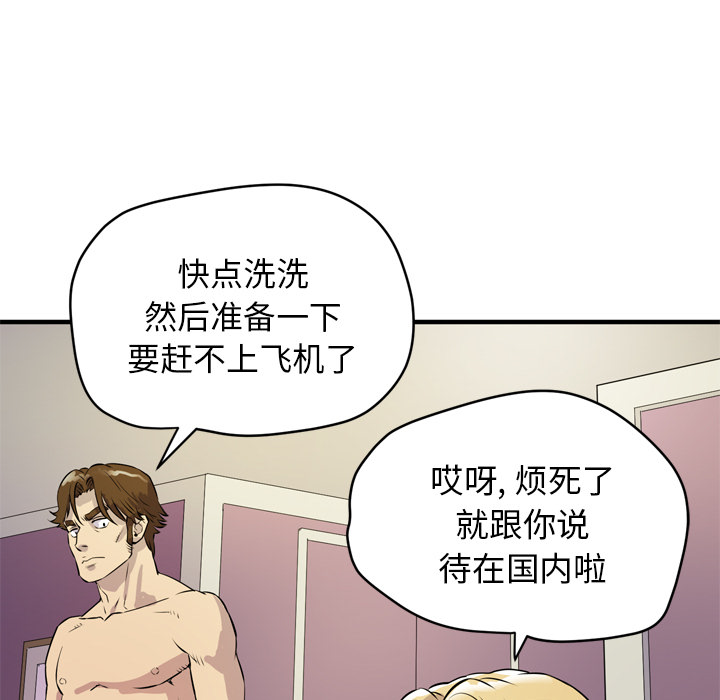 快点洗洗
然后准备一下
要赶不上飞机了
哎呀, 烦死了
就跟你说
待在国内啦